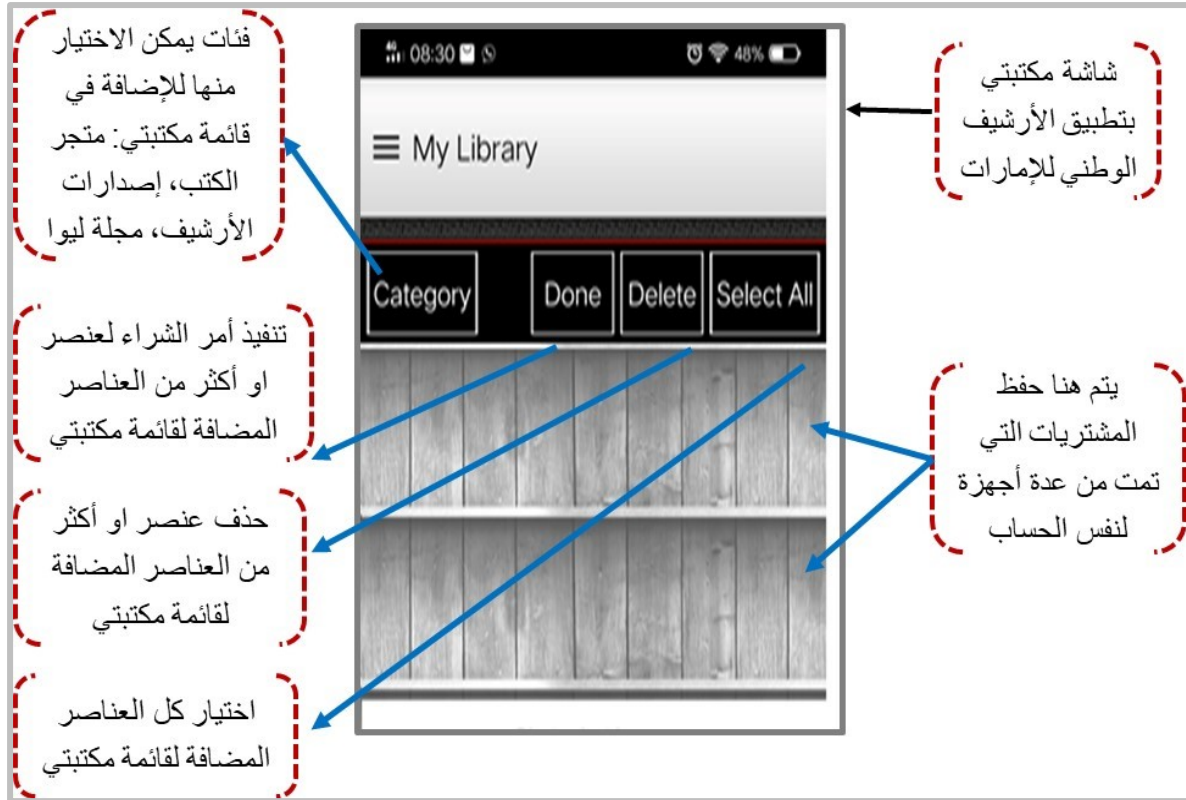 فئات يمكن الاختيار
منها للإضافة في
قائمة مكتبتي: متجر
الكتب، إصدارات
الأرشيف، مجلة ليوا
تنفيذ أمر الشراء لعنصر
او أكثر من العناصر
المضافة لقائمة مكتبتي
حذف عنصر او أكثر
من العناصر المضافة
لقائمة مكتبتي
اختيار كل العناصر
المضافة لقائمة مكتبتي
4G 08:30 48%
My Library
Category Done Delete Select All
شاشة مكتبتي
بتطبيق الأرشيف
الوطني للإمارات
يتم هنا حفظ
المشتريات التي
تمت من عدة أجهزة
لنفس الحساب